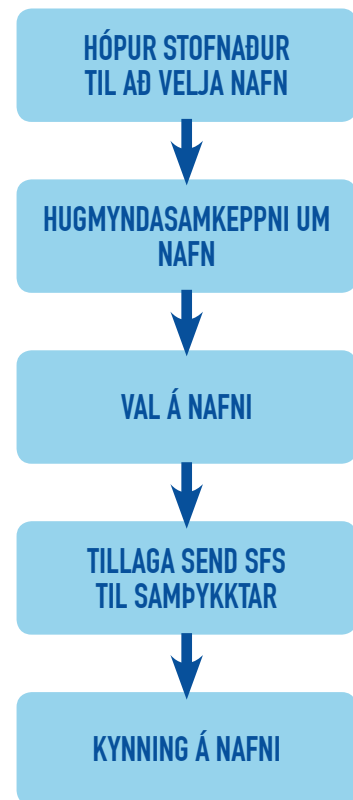 HÓPUR STOFNAÐUR
TIL AÐ VELJA NAFN
HUGMYNDASAMKEPPNI UM
NAFN
VAL Á NAFNI
TILLAGA SEND SFS
TIL SAMÞYKKTAR
KYNNING Á NAFNI